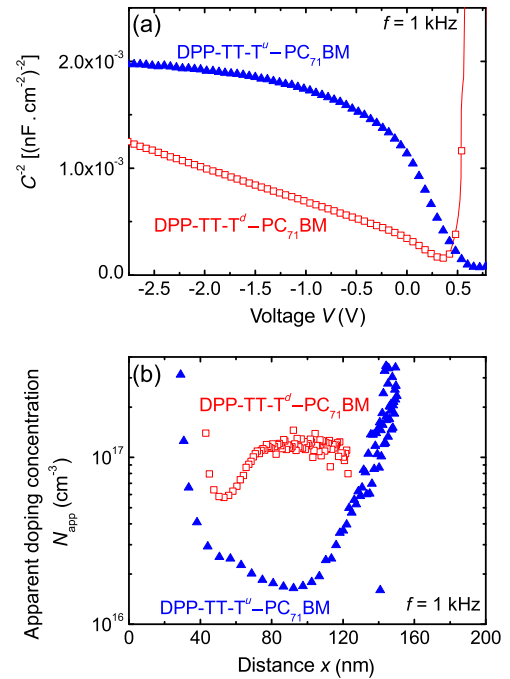 (a)
f = 1 kHz
DPP-TT-Tᵘ–PC₇₁BM
2.0x10⁻³
1.0x10⁻³
0.0
C⁻² [(nF . cm⁻²)⁻²]
DPP-TT-Tᵈ–PC₇₁BM
-2.5 -2.0 -1.5 -1.0 -0.5 0.0 0.5
Voltage V (V)
(b)
DPP-TT-Tᵈ–PC₇₁BM
10¹⁷
10¹⁶
Apparent doping concentration
Nₐₚₚ (cm⁻³)
DPP-TT-Tᵘ–PC₇₁BM
f = 1 kHz
0 40 80 120 160 200
Distance x (nm)